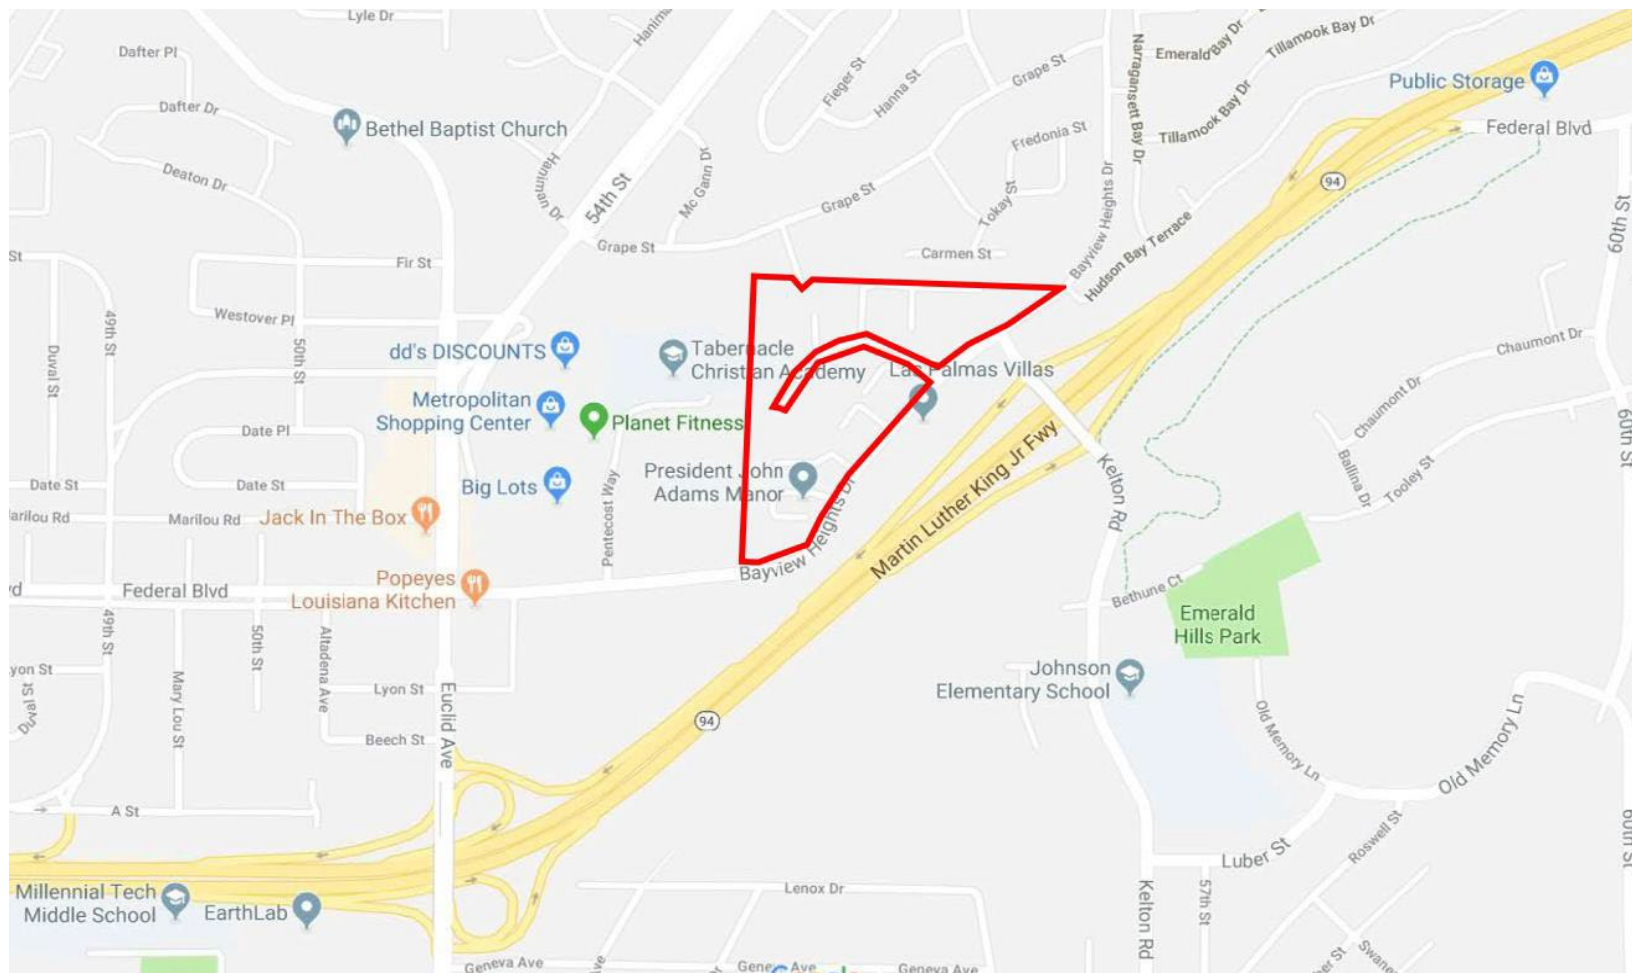 Lyle Dr
Dafter Pl
Fieger St
Hanna St
Grape St
Narragansett Bay Dr
Emerald Bay Dr
Tillamook Bay Dr
Public Storage
Dafter Dr
Bethel Baptist Church
Haniman Dr
Mc Gann Dr
Fredonia St
Tillamook Bay Dr
Federal Blvd
94
Deaton Dr
54th St
Grape St
Tokay St
Bayview Heights Dr
60th St
St
Fir St
Grape St
Carmen St
Hudson Bay Terrace
Westover Pl
49th St
50th St
Duval St
dd's DISCOUNTS
Tabernacle
Christian Academy
Las Palmas Villas
Chaumont Dr
Metropolitan
Shopping Center
Planet Fitness
Chaumont Dr
Date Pl
Martin Luther King Jr Fwy
60th St
Date St
Date St
Big Lots
President John
Adams Manor
Kelton Rd
Ballina Dr
Tooley St
Marilou Rd
Jack In The Box
Pentecost Way
Bayview Heights Dr
Federal Blvd
Popeyes
Louisiana Kitchen
Bethune Ct
Emerald
Hills Park
49th St
50th St
Altadena Ave
Mary Lou St
Lyon St
Euclid Ave
Johnson
Elementary School
94
Beech St
Old Memory Ln
Old Memory Ln
A St
Luber St
Roswell St
60th St
Millennial Tech
Middle School
EarthLab
Lenox Dr
Kelton Rd
57th St
Geneva Ave
Geneva Ave
Geneva Ave